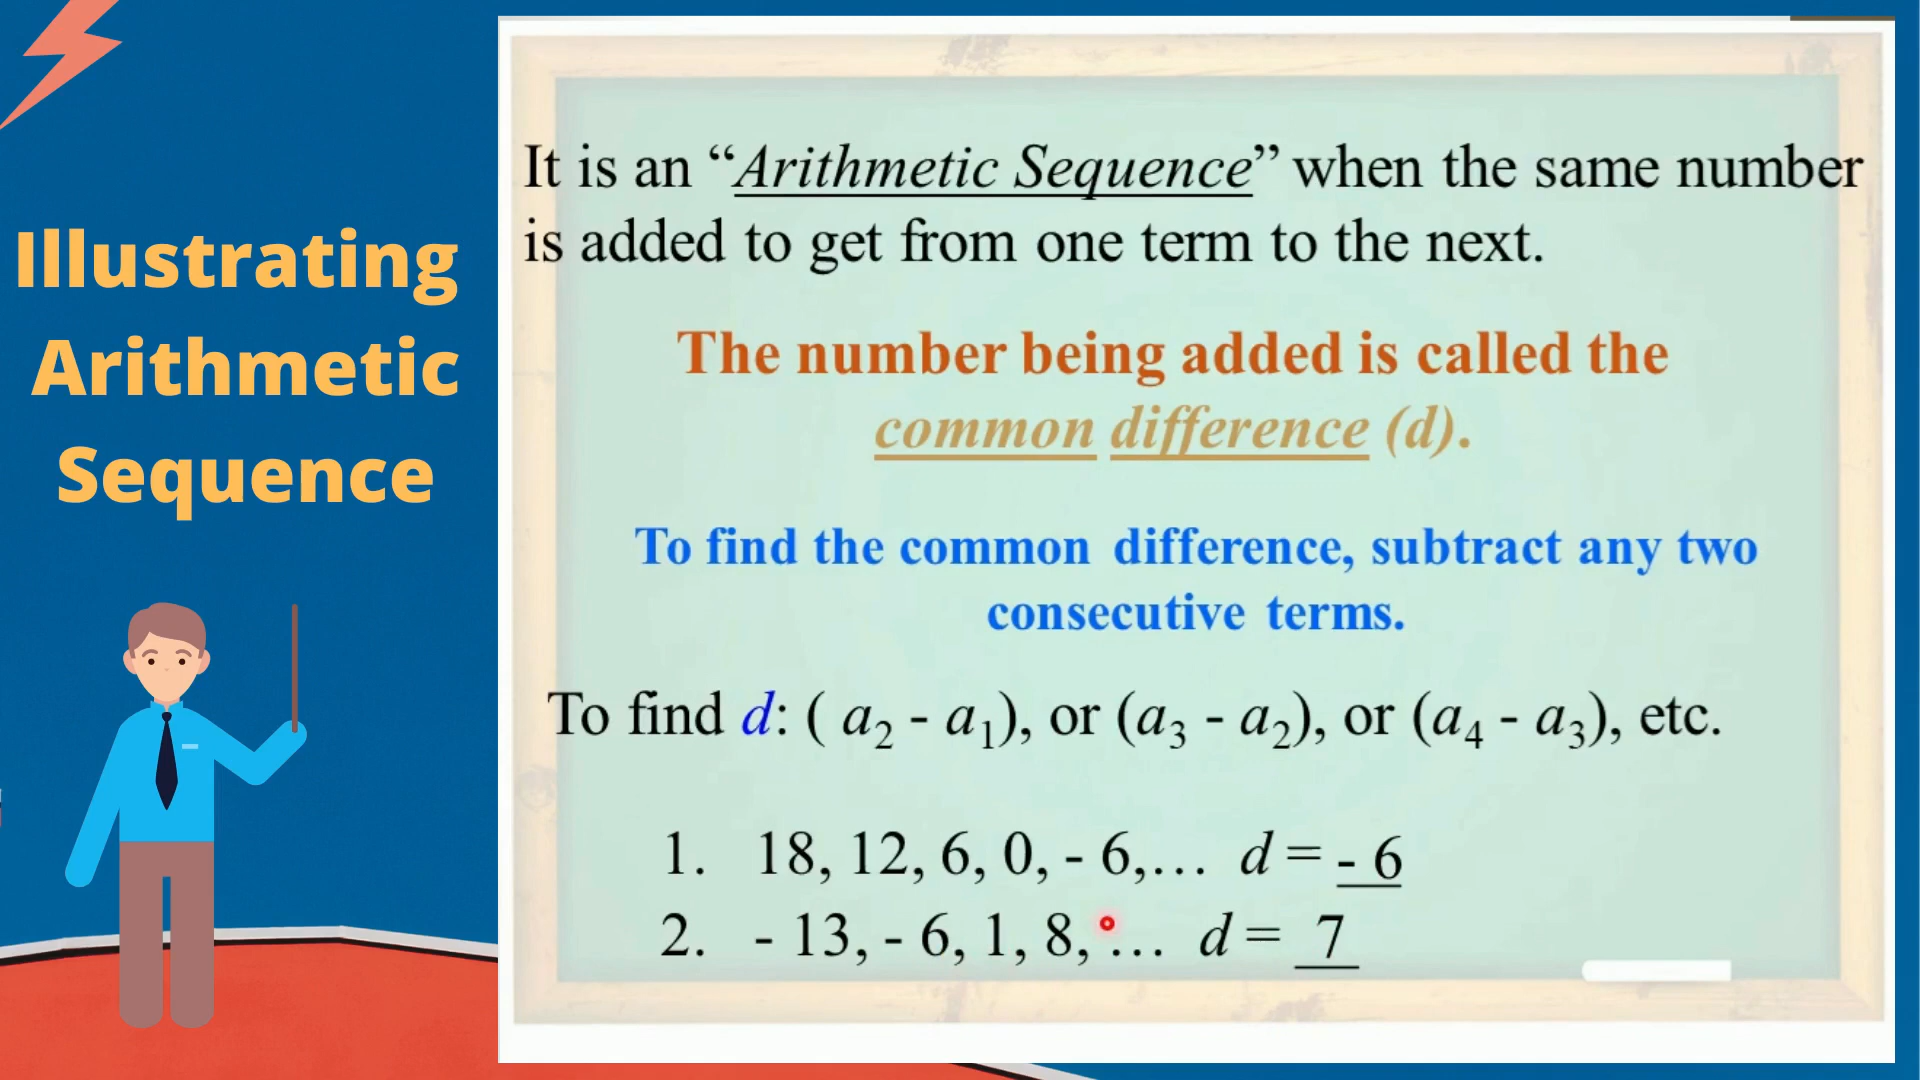 Illustrating
Arithmetic
Sequence
It is an “Arithmetic Sequence” when the same number
is added to get from one term to the next.
The number being added is called the
common difference (d).
To find the common difference, subtract any two
consecutive terms.
To find d: ( a₂ - a₁), or (a₃ - a₂), or (a₄ - a₃), etc.
1. 18, 12, 6, 0, - 6,… d = - 6
2. - 13, - 6, 1, 8, … d = 7